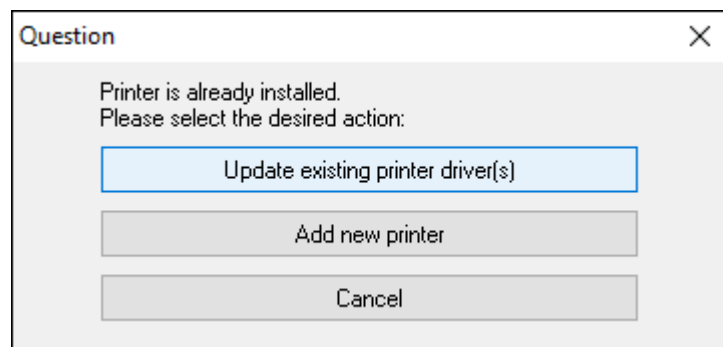 Question
Printer is already installed.
Please select the desired action:
Update existing printer driver(s)
Add new printer
Cancel